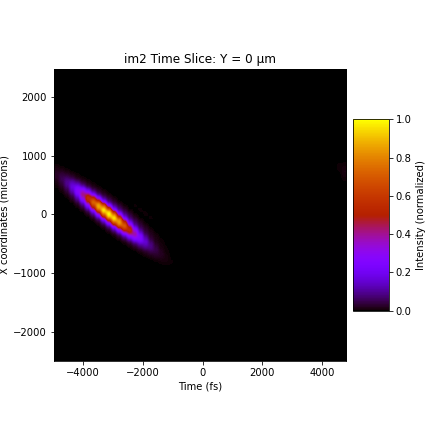 im2 Time Slice: Y = 0 μm
2000
1000
0
−1000
−2000
X coordinates (microns)
−4000 −2000 0 2000 4000
Time (fs)
1.0
0.8
0.6
0.4
0.2
0.0
Intensity (normalized)